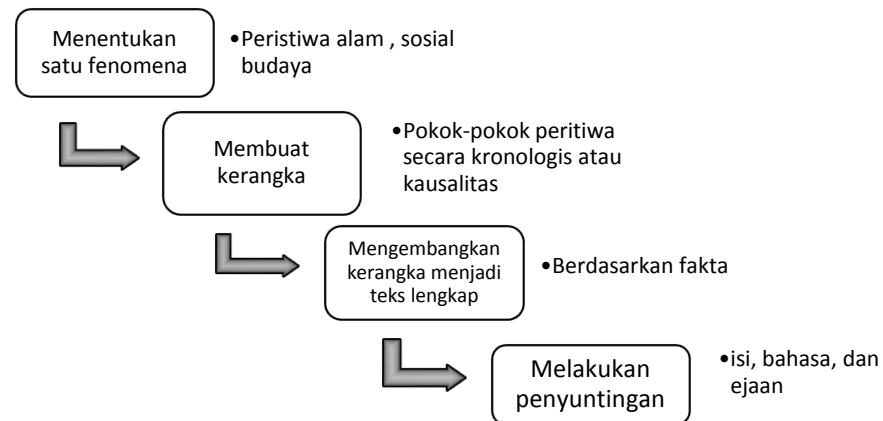 Menentukan
satu fenomena
•Peristiwa alam , sosial
budaya
Membuat
kerangka
•Pokok-pokok peritiwa
secara kronologis atau
kausalitas
Mengembangkan
kerangka menjadi
teks lengkap
•Berdasarkan fakta
Melakukan
penyuntingan
•isi, bahasa, dan
ejaan